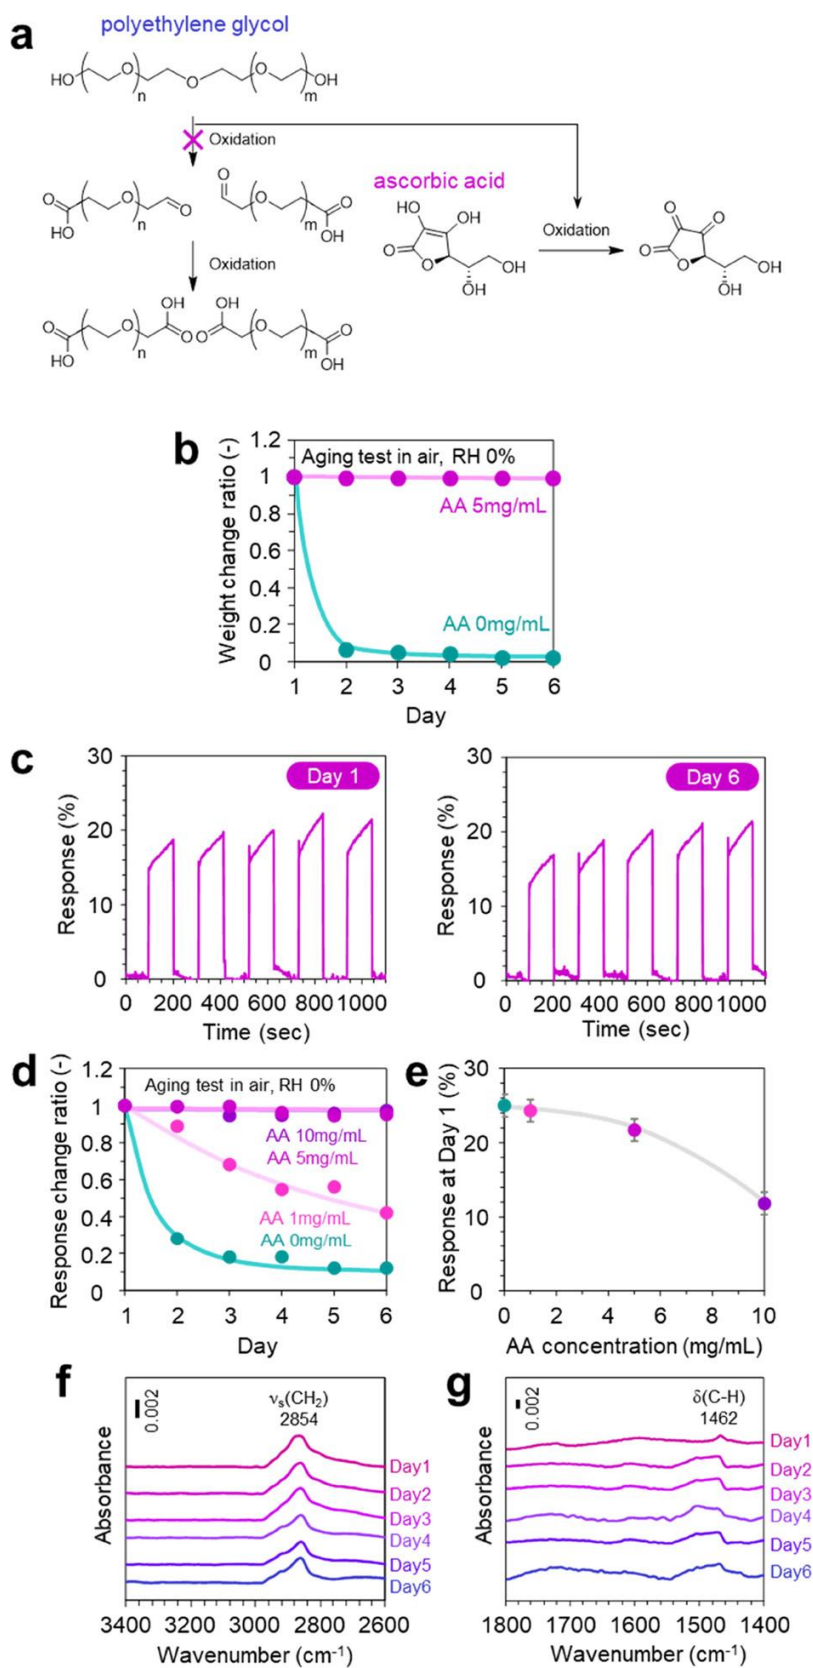 a
polyethylene glycol
HO O n O O m OH
Oxidation
O HO O n O
O O m O OH
ascorbic acid
HO OH O O OH OH
Oxidation
O O O O OH OH
Oxidation
O HO O n OH O
OH O O m O OH
b
Weight change ratio (-)
1.2
1
0.8
0.6
0.4
0.2
0
Aging test in air, RH 0%
AA 5mg/mL
AA 0mg/mL
1 2 3 4 5 6
Day
c
Response (%)
30
20
10
0
Day 1
0 200 400 600 800 1000
Time (sec)
Response (%)
30
20
10
0
Day 6
0 200 400 600 800 1000
Time (sec)
d
Response change ratio (-)
1.2
1
0.8
0.6
0.4
0.2
0
Aging test in air, RH 0%
AA 10mg/mL
AA 5mg/mL
AA 1mg/mL
AA 0mg/mL
1 2 3 4 5 6
Day
e
Response at Day 1 (%)
30
20
10
0
0 2 4 6 8 10
AA concentration (mg/mL)
f
Absorbance
0.002
νs(CH2)
2854
Day1
Day2
Day3
Day4
Day5
Day6
3400 3200 3000 2800 2600
Wavenumber (cm-1)
g
Absorbance
0.002
δ(C-H)
1462
Day1
Day2
Day3
Day4
Day5
Day6
1800 1700 1600 1500 1400
Wavenumber (cm-1)